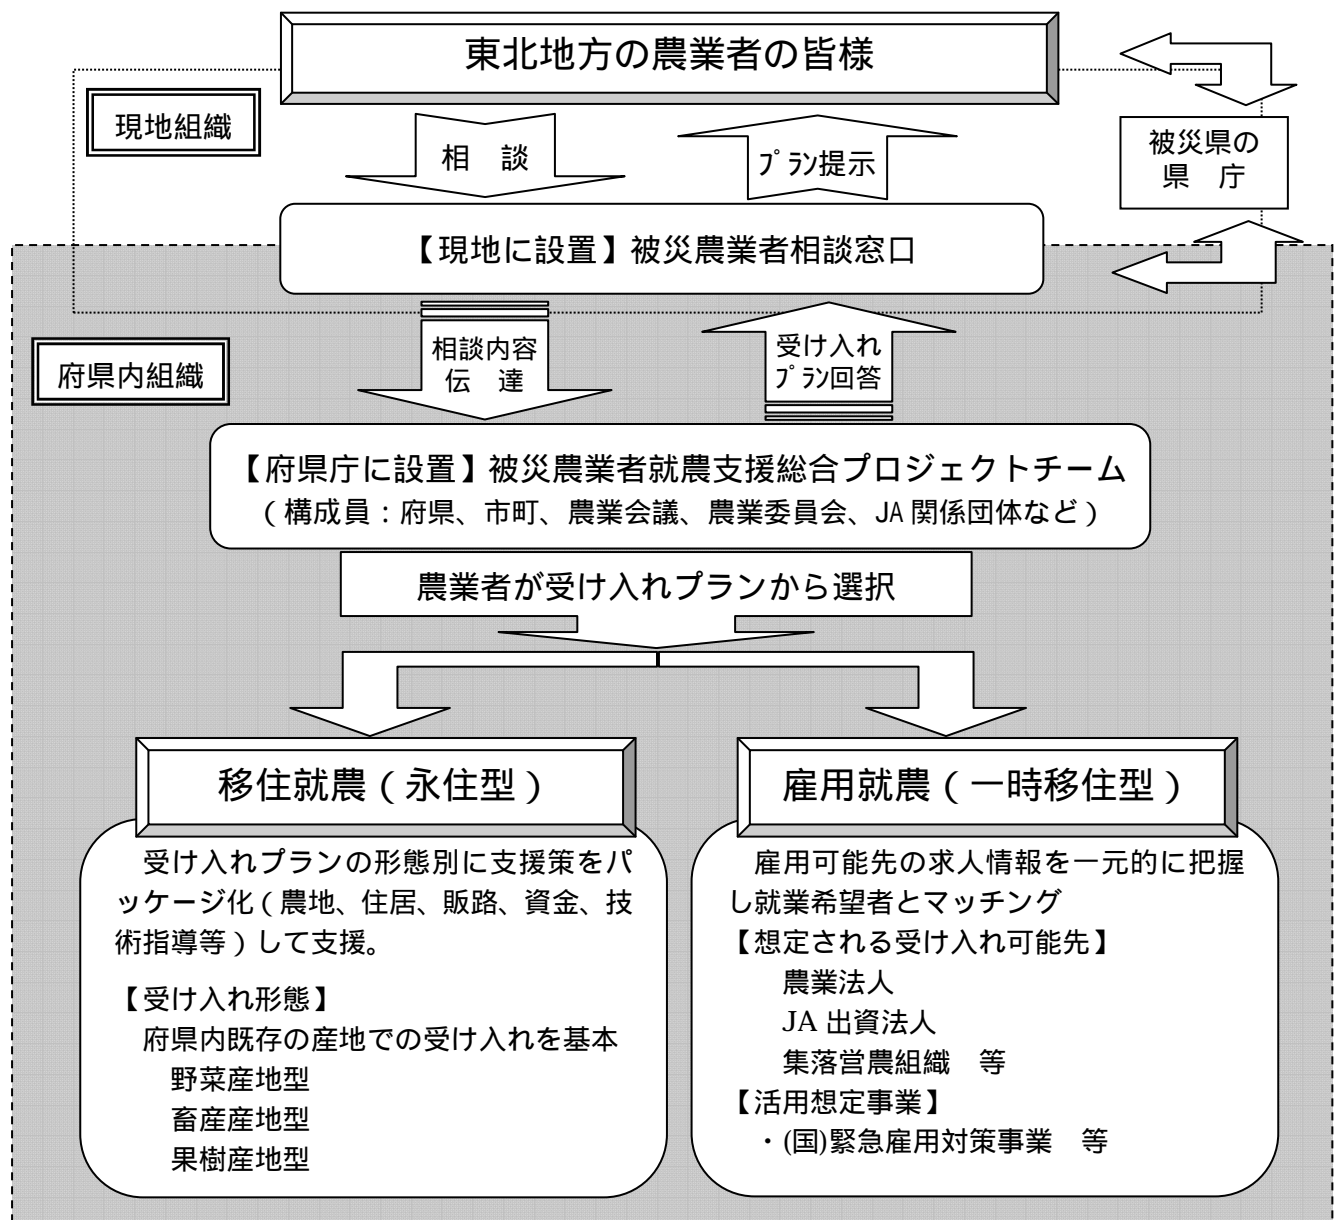 東北地方の農業者の皆様
現地組織
相　談
プラン提示
被災県の
県　庁
【現地に設置】被災農業者相談窓口
府県内組織
相談内容
伝　達
受け入れ
プラン回答
【府県庁に設置】被災農業者就農支援総合プロジェクトチーム
（構成員：府県、市町、農業会議、農業委員会、JA 関係団体など）
農業者が受け入れプランから選択
移住就農（永住型）
受け入れプランの形態別に支援策をパ
ッケージ化（農地、住居、販路、資金、技
術指導等）して支援。
【受け入れ形態】
府県内既存の産地での受け入れを基本
野菜産地型
畜産産地型
果樹産地型
雇用就農（一時移住型）
雇用可能先の求人情報を一元的に把握
し就業希望者とマッチング
【想定される受け入れ可能先】
農業法人
JA 出資法人
集落営農組織　等
【活用想定事業】
・(国)緊急雇用対策事業　等